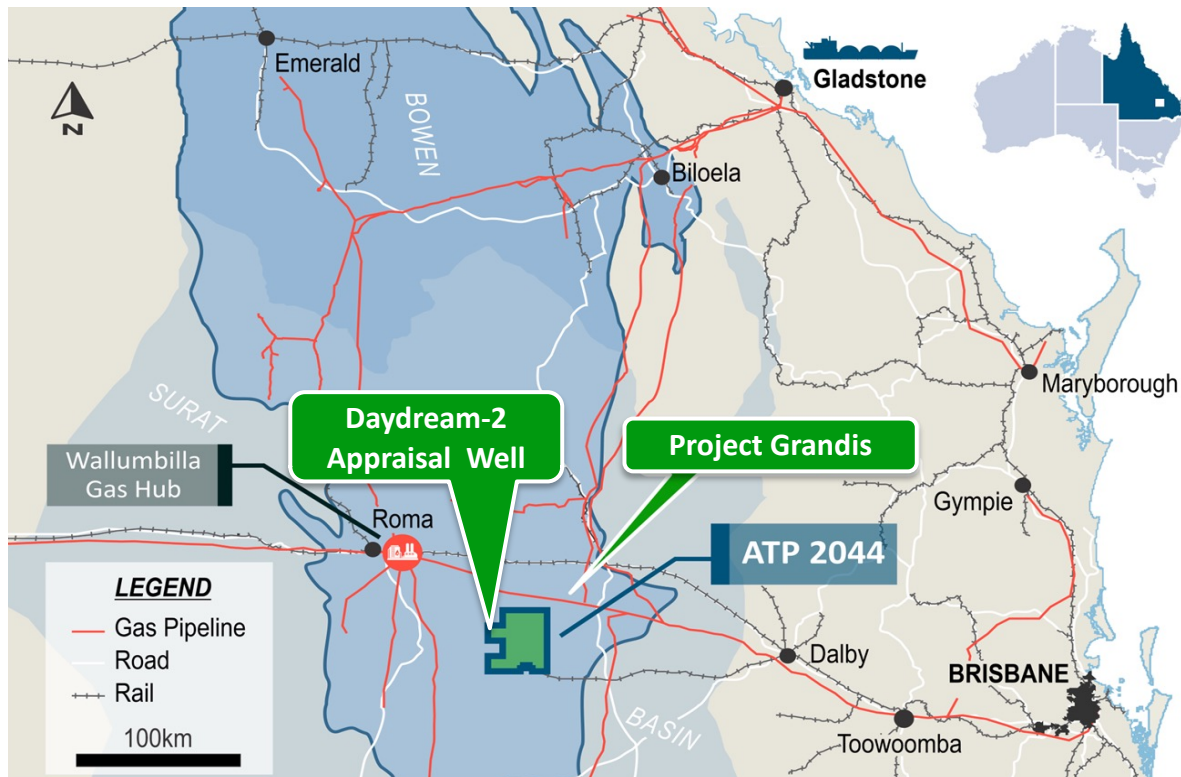 Emerald
BOWEN
Gladstone
N
Biloela
SURAT
Daydream-2
Appraisal Well
Project Grandis
Maryborough
Wallumbilla
Gas Hub
Gympie
Roma
ATP 2044
LEGEND
Gas Pipeline
Road
Rail
100km
Dalby
BRISBANE
BASIN
Toowoomba